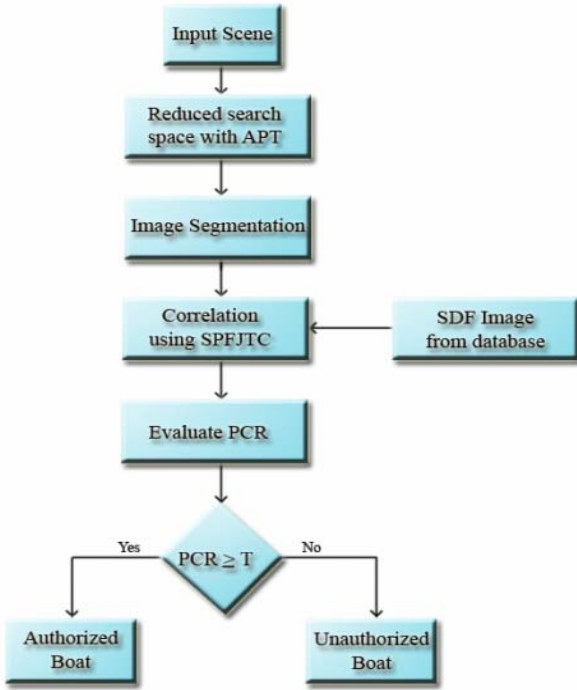 Input Scene
Reduced search
space with APT
Image Segmentation
Correlation
using SPFJTC
SDF Image
from database
Evaluate PCR
PCR ≥ T
Yes
No
Authorized
Boat
Unauthorized
Boat